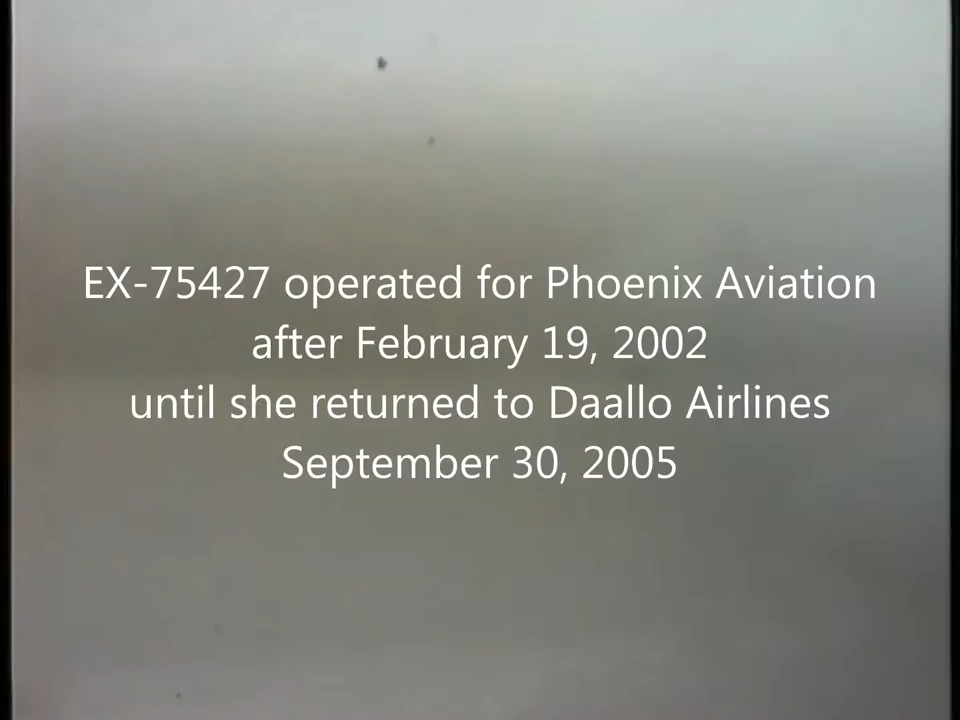 EX-75427 operated for Phoenix Aviation
after February 19, 2002
until she returned to Daallo Airlines
September 30, 2005